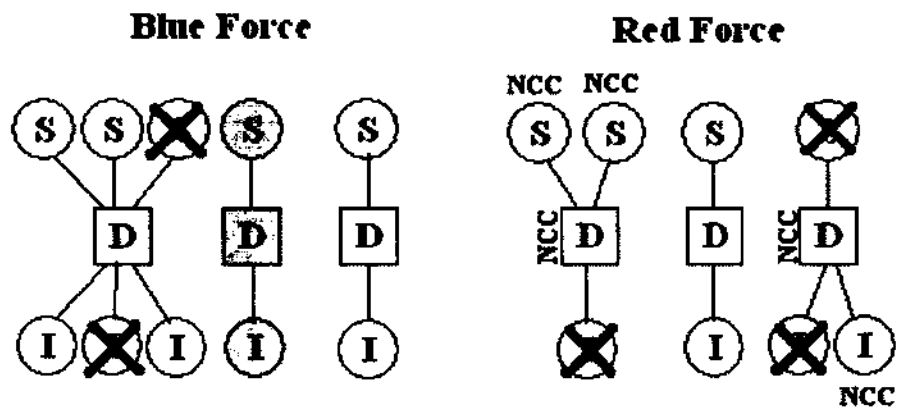 Blue Force
Red Force
NCC NCC
S S S S
S S
D D D
NCC D D NCC D
I I I I
I I
NCC